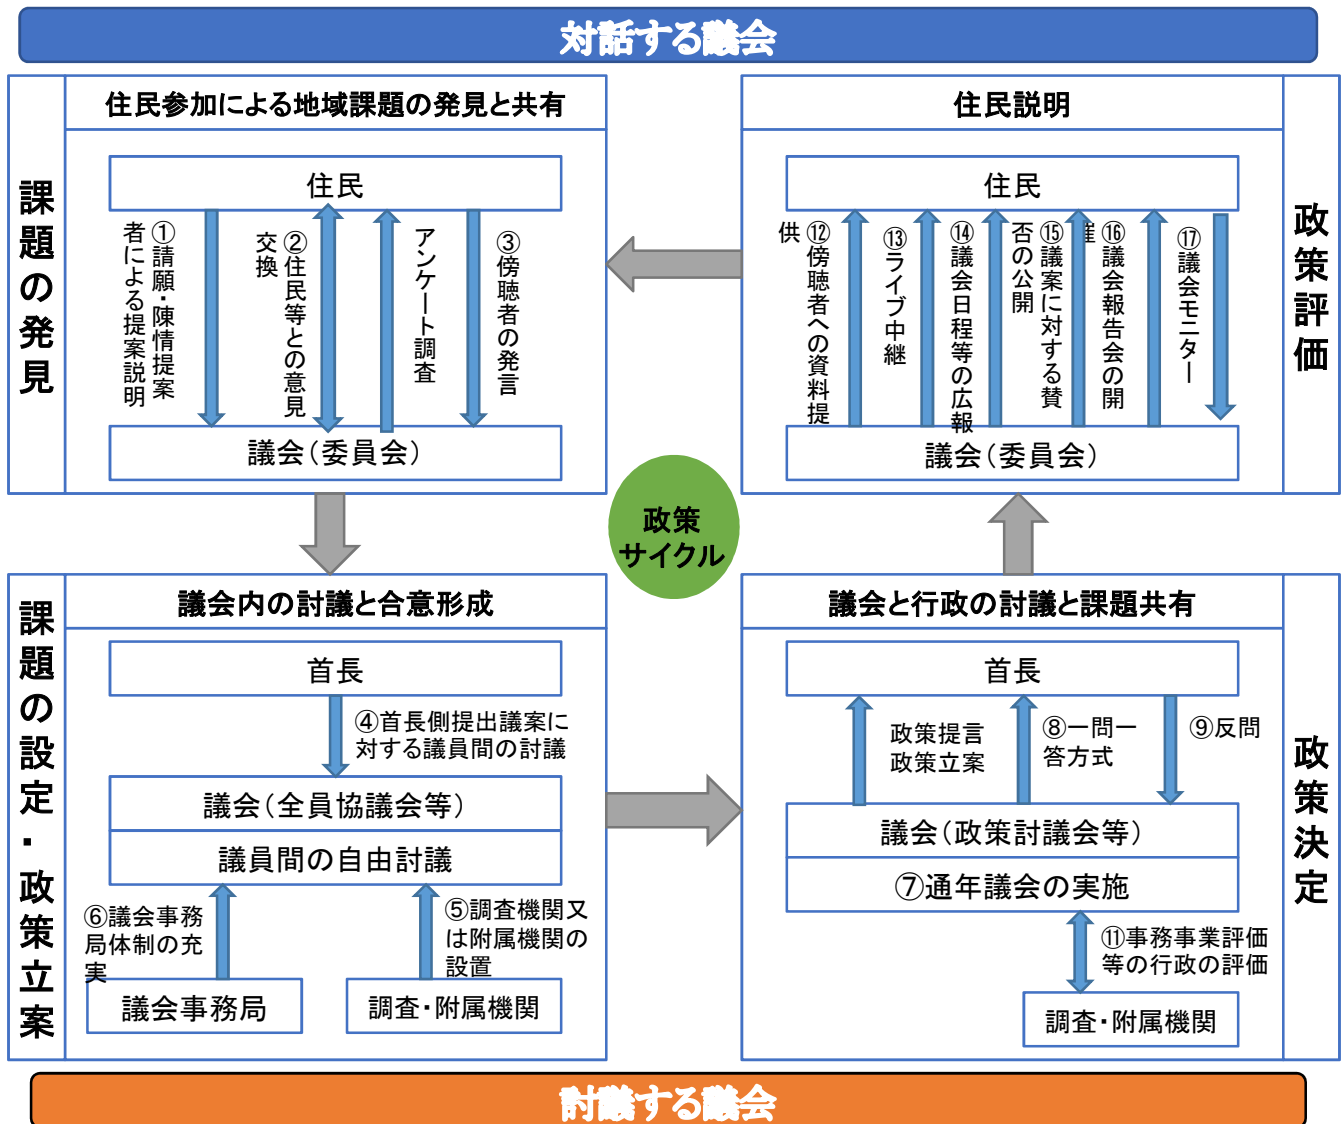 対話する議会
課題の発見
住民参加による地域課題の発見と共有
住民
①請願・陳情提案
者による提案説明
②住民等との意見
交換
アンケート調査
③傍聴者の発言
議会（委員会）
住民説明
政策評価
住民
⑫傍聴者への資料提
供
⑬ライブ中継
⑭議会日程等の広報
⑮議案に対する賛
否の公開
⑯議会報告会の開
催
⑰議会モニター
議会（委員会）
政策
サイクル
課題の設定・政策立案
議会内の討議と合意形成
首長
④首長側提出議案に
対する議員間の討議
議会（全員協議会等）
議員間の自由討議
⑥議会事務
局体制の充
実
⑤調査機関又
は附属機関の
設置
議会事務局
調査・附属機関
議会と行政の討議と課題共有
政策決定
首長
政策提言
政策立案
⑧一問一
答方式
⑨反問
議会（政策討議会等）
⑦通年議会の実施
⑪事務事業評価
等の行政の評価
調査・附属機関
討議する議会